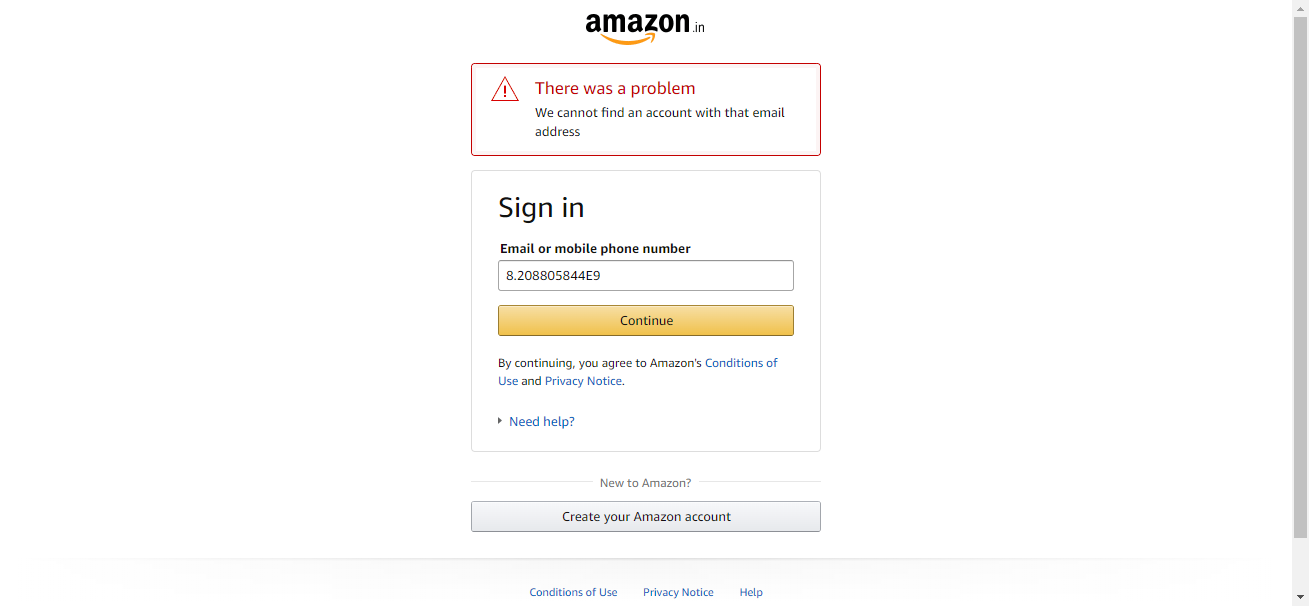 amazon.in
There was a problem
We cannot find an account with that email
address
Sign in
Email or mobile phone number
8.208805844E9
Continue
By continuing, you agree to Amazon's Conditions of
Use and Privacy Notice.
Need help?
New to Amazon?
Create your Amazon account
Conditions of Use Privacy Notice Help